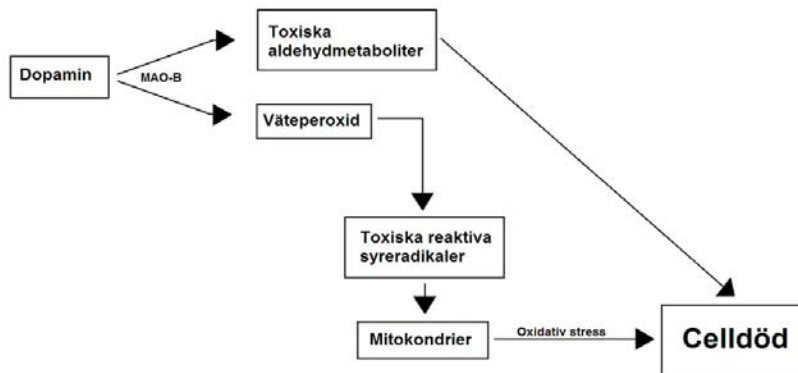 Toxiska
aldehydmetaboliter
Dopamin
MAO-B
Väteperoxid
Toxiska reaktiva
syreradikaler
Mitokondrier
Oxidativ stress
Celldöd